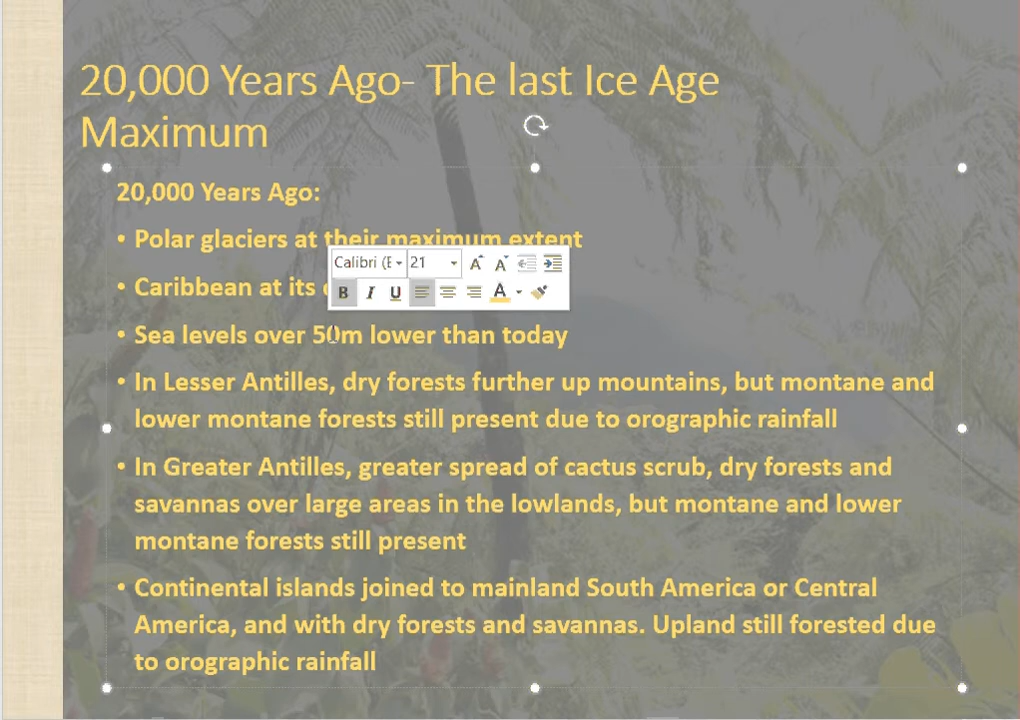 20,000 Years Ago- The last Ice Age
Maximum
20,000 Years Ago:
• Polar glaciers at their maximum extent
• Caribbean at its
Calibri (E
21
B I U A
• Sea levels over 50m lower than today
• In Lesser Antilles, dry forests further up mountains, but montane and
lower montane forests still present due to orographic rainfall
• In Greater Antilles, greater spread of cactus scrub, dry forests and
savannas over large areas in the lowlands, but montane and lower
montane forests still present
• Continental islands joined to mainland South America or Central
America, and with dry forests and savannas. Upland still forested due
to orographic rainfall